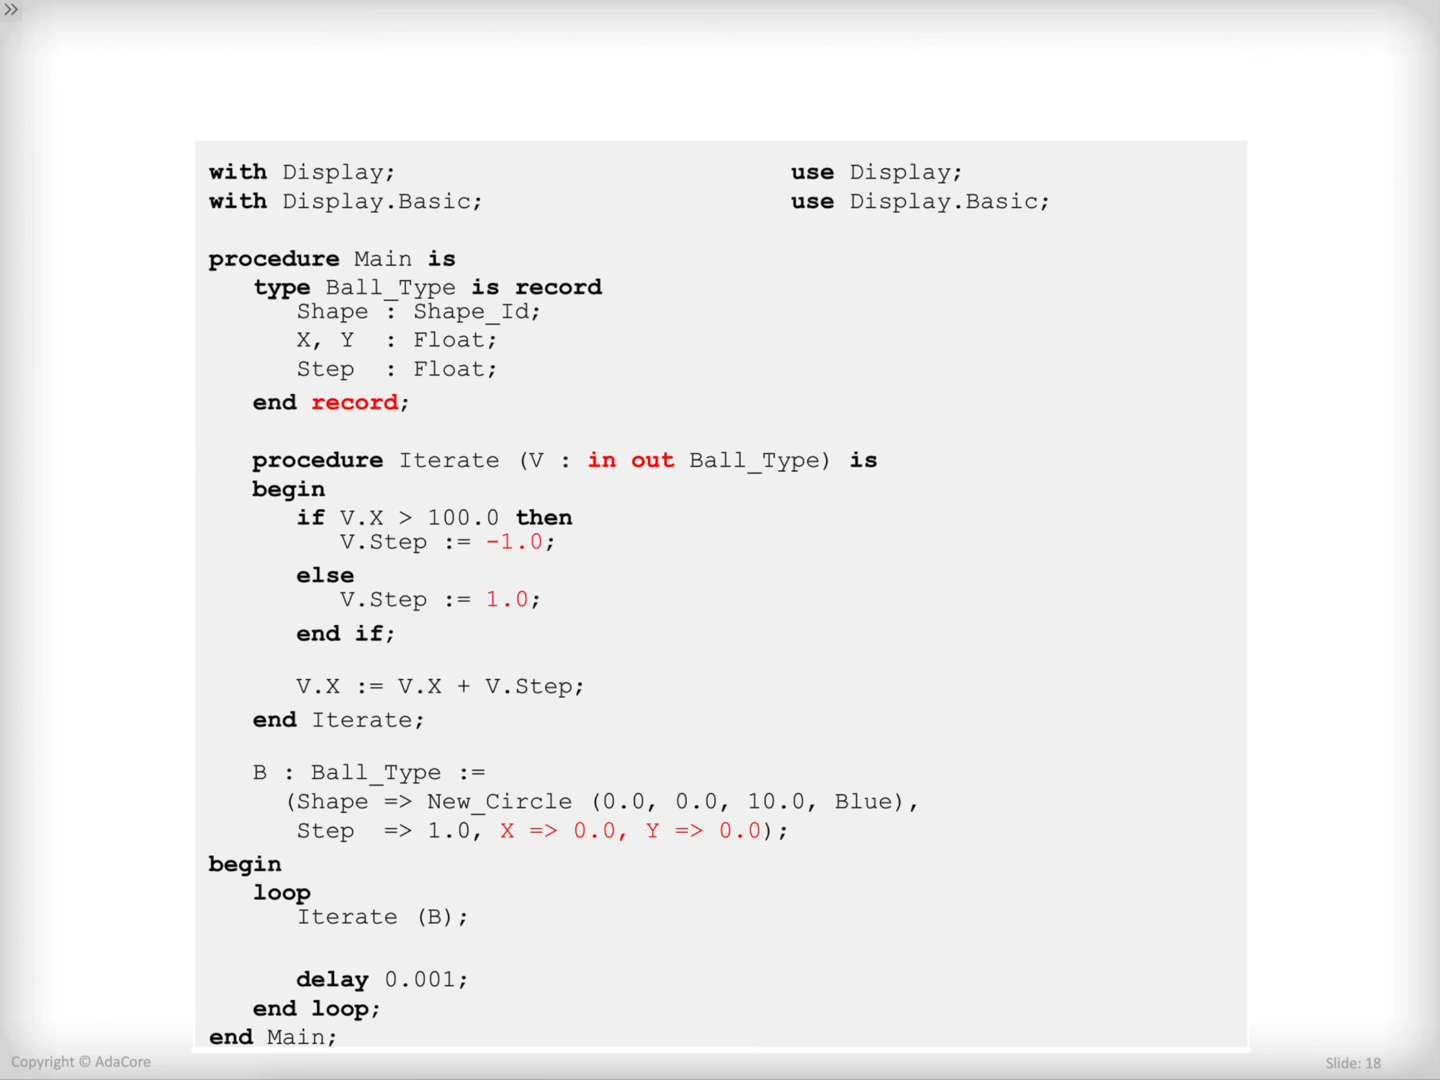 »
with Display; use Display;
with Display.Basic; use Display.Basic;
procedure Main is
type Ball_Type is record
Shape : Shape_Id;
X, Y : Float;
Step : Float;
end record;
procedure Iterate (V : in out Ball_Type) is
begin
if V.X > 100.0 then
V.Step := -1.0;
else
V.Step := 1.0;
end if;
V.X := V.X + V.Step;
end Iterate;
B : Ball_Type :=
(Shape => New_Circle (0.0, 0.0, 10.0, Blue),
Step => 1.0, X => 0.0, Y => 0.0);
begin
loop
Iterate (B);
delay 0.001;
end loop;
end Main;
Copyright © AdaCore Slide: 18